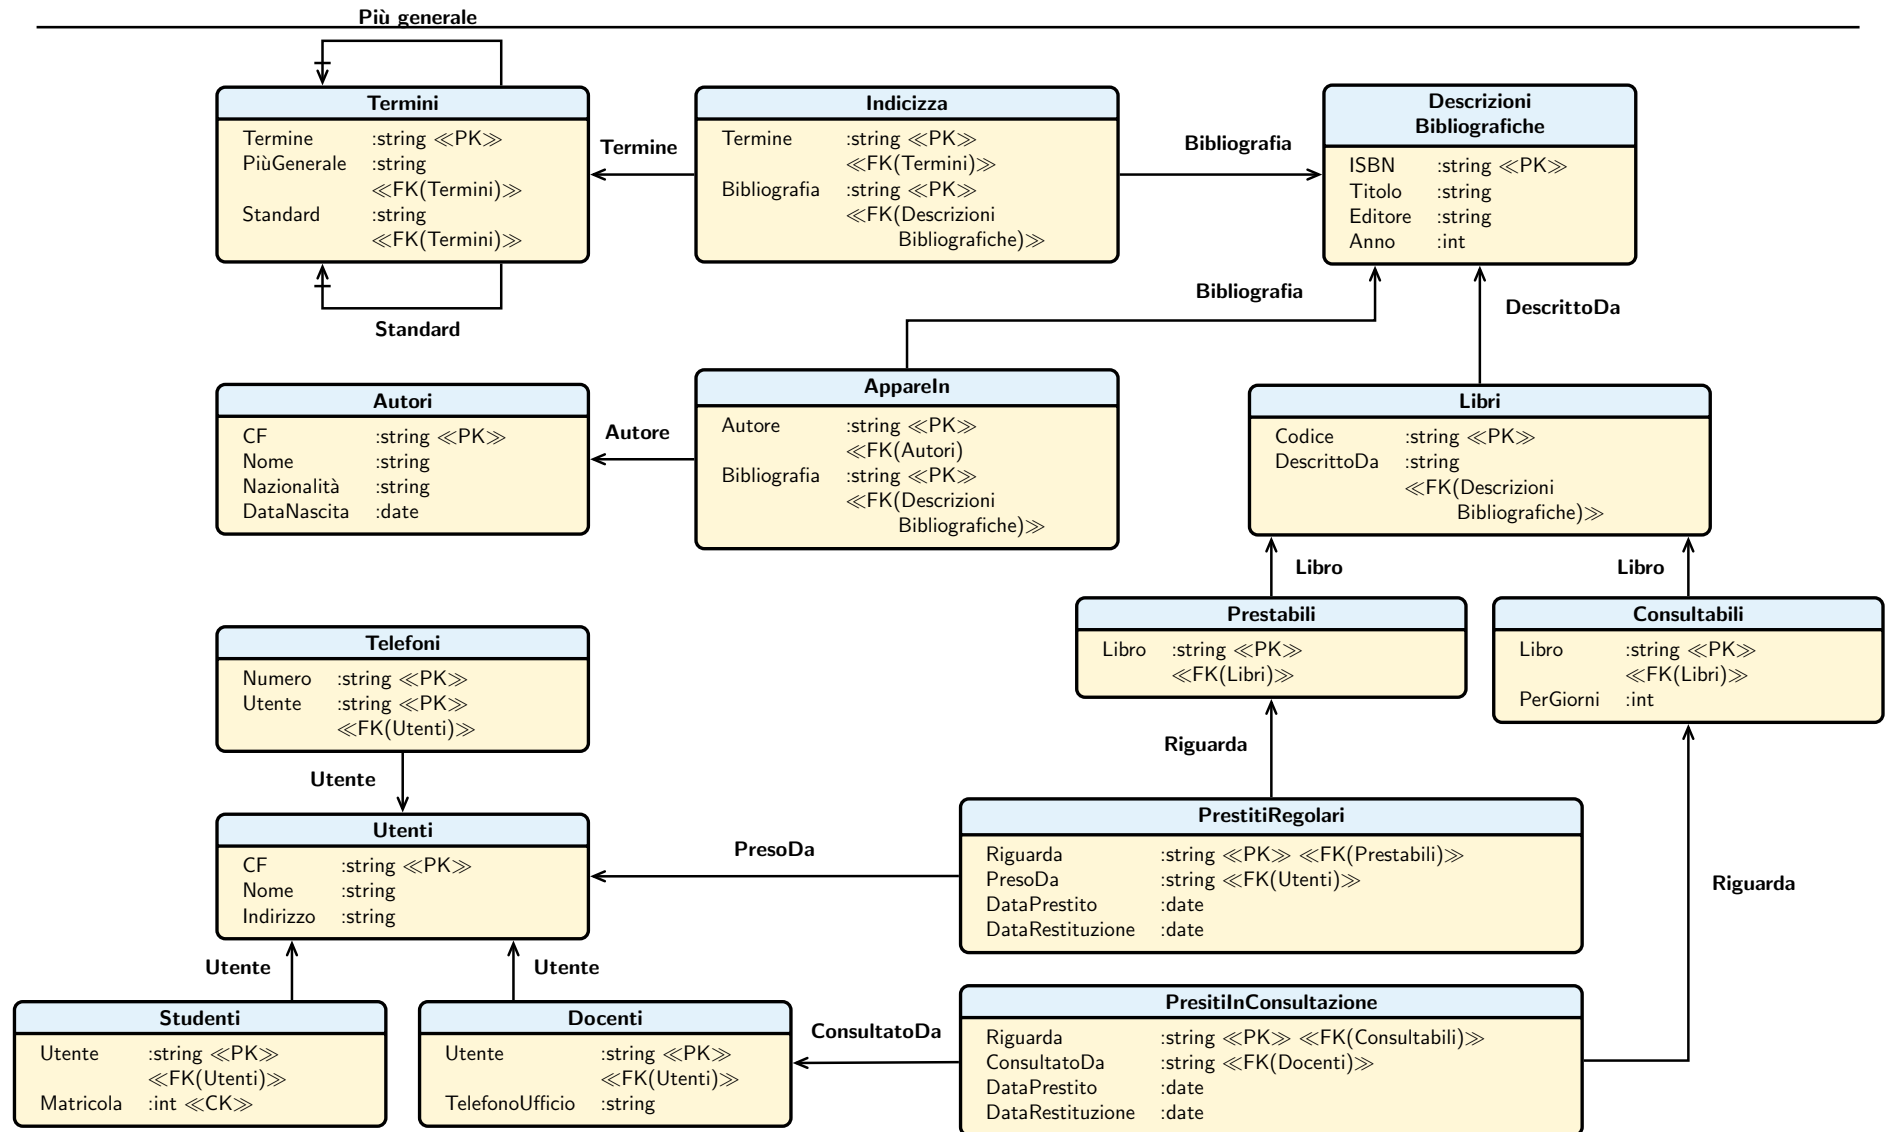 Più generale
Termini
Termine :string ≪PK≫
PiùGenerale :string
≪FK(Termini)≫
Standard :string
≪FK(Termini)≫
Standard
Termine
Indicizza
Termine :string ≪PK≫
≪FK(Termini)≫
Bibliografia :string ≪PK≫
≪FK(Descrizioni
Bibliografiche)≫
Bibliografia
Descrizioni
Bibliografiche
ISBN :string ≪PK≫
Titolo :string
Editore :string
Anno :int
Bibliografia
DescrittoDa
Autori
CF :string ≪PK≫
Nome :string
Nazionalità :string
DataNascita :date
Autore
AppareIn
Autore :string ≪PK≫
≪FK(Autori)
Bibliografia :string ≪PK≫
≪FK(Descrizioni
Bibliografiche)≫
Libri
Codice :string ≪PK≫
DescrittoDa :string
≪FK(Descrizioni
Bibliografiche)≫
Libro
Libro
Prestabili
Libro :string ≪PK≫
≪FK(Libri)≫
Consultabili
Libro :string ≪PK≫
≪FK(Libri)≫
PerGiorni :int
Telefoni
Numero :string ≪PK≫
Utente :string ≪PK≫
≪FK(Utenti)≫
Utente
Riguarda
Utenti
CF :string ≪PK≫
Nome :string
Indirizzo :string
PresoDa
PrestitiRegolari
Riguarda :string ≪PK≫ ≪FK(Prestabili)≫
PresoDa :string ≪FK(Utenti)≫
DataPrestito :date
DataRestituzione :date
Riguarda
Utente
Utente
Studenti
Utente :string ≪PK≫
≪FK(Utenti)≫
Matricola :int ≪CK≫
Docenti
Utente :string ≪PK≫
≪FK(Utenti)≫
TelefonoUfficio :string
ConsultatoDa
PresitiInConsultazione
Riguarda :string ≪PK≫ ≪FK(Consultabili)≫
ConsultatoDa :string ≪FK(Docenti)≫
DataPrestito :date
DataRestituzione :date